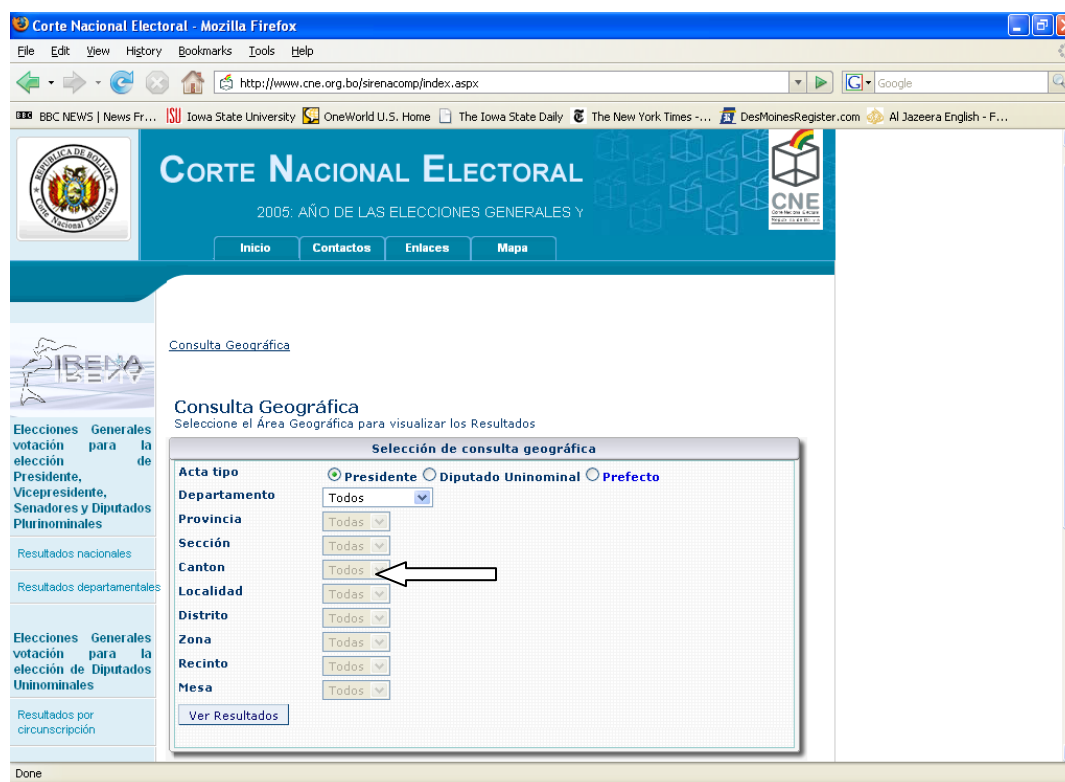 Corte Nacional Electoral - Mozilla Firefox
File Edit View History Bookmarks Tools Help
http://www.cne.org.bo/sirenacomp/index.aspx
G Google
BBC NEWS | News Fr... Iowa State University OneWorld U.S. Home The Iowa State Daily The New York Times -... DesMoinesRegister.com Al Jazeera English - F...
CORTE NACIONAL ELECTORAL
2005: AÑO DE LAS ELECCIONES GENERALES Y
CNE
Inicio Contactos Enlaces Mapa
SIRENA
Consulta Geográfica
Consulta Geográfica
Seleccione el Área Geográfica para visualizar los Resultados
Elecciones Generales
votación para la
elección de
Presidente,
Vicepresidente,
Senadores y Diputados
Plurinominales
Resultados nacionales
Resultados departamentales
Elecciones Generales
votación para la
elección de Diputados
Uninominales
Resultados por
circunscripción
Selección de consulta geográfica
Acta tipo Presidente Diputado Uninominal Prefecto
Departamento Todos
Provincia Todas
Sección Todas
Canton Todos
Localidad Todas
Distrito Todos
Zona Todas
Recinto Todos
Mesa Todos
Ver Resultados
Done